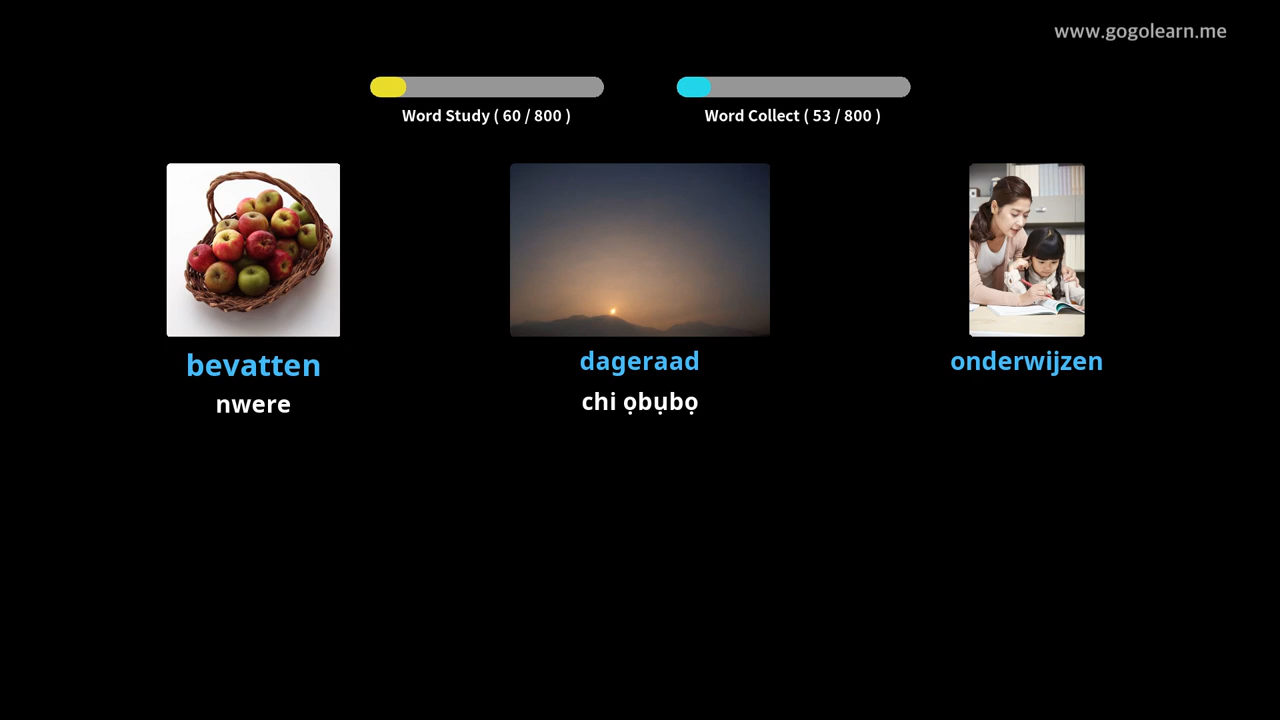 www.gogolearn.me
Word Study ( 60 / 800 )
Word Collect ( 53 / 800 )
bevatten
nwere
dageraad
chi ọbụbọ
onderwijzen